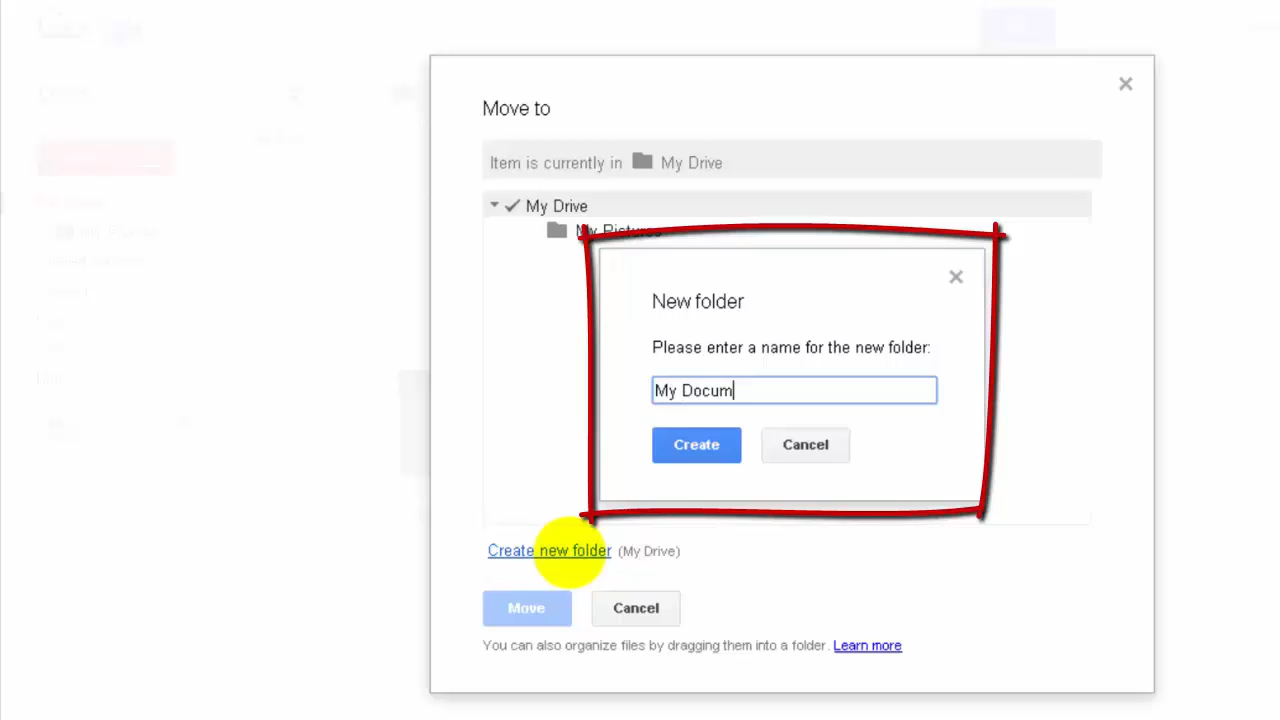 Move to
Item is currently in My Drive
My Drive
My Pictures
New folder
Please enter a name for the new folder:
My Docum
Create Cancel
Create new folder (My Drive)
Move Cancel
You can also organize files by dragging them into a folder. Learn more